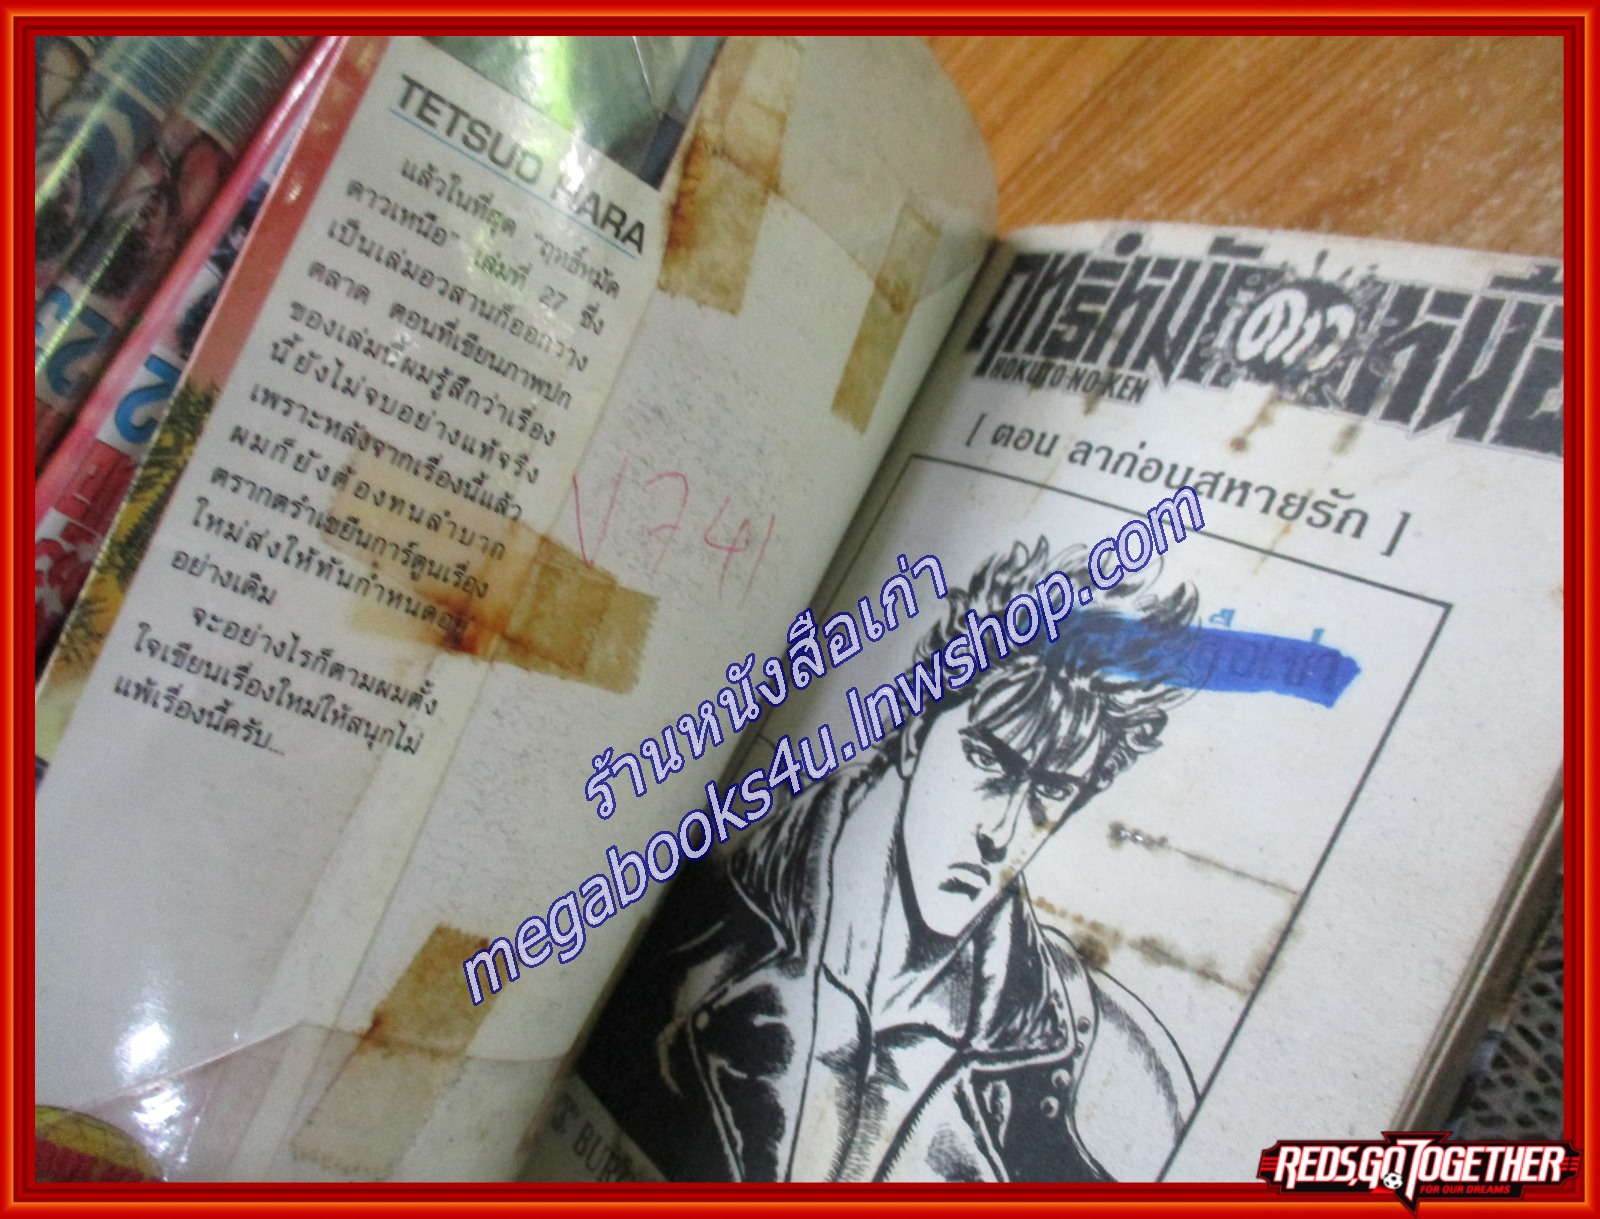 TETSUO HARA
แล้วในที่สุด "ฤทธิ์หมัด
ดาวเหนือ" เล่มที่ 27 ซึ่ง
เป็นเล่มอวสานก็ออกวาง
ตลาด ตอนที่เขียนภาพปก
ของเล่มนี้ผมรู้สึกว่าเรื่อง
นี้ยังไม่จบอย่างแท้จริง
เพราะหลังจากเรื่องนี้แล้ว
ผมก็ยังต้องทนลำบาก
ตรากตรำเขียนการ์ตูนเรื่อง
ใหม่ส่งให้ทันกำหนดอยู่
อย่างเดิม
จะอย่างไรก็ตามผมตั้ง
ใจเขียนเรื่องใหม่ให้สนุกไม่
แพ้เรื่องนี้ครับ...
V741
ฤทธิ์หมัดดาวเหนือ
HOKUTO-NO-KEN
[ ตอน ลาก่อนสหายรัก ]
ร้านหนังสือเก่า
megabooks4u.lnwshop.com
REDS,GO TOGETHER
FOR OUR DREAMS